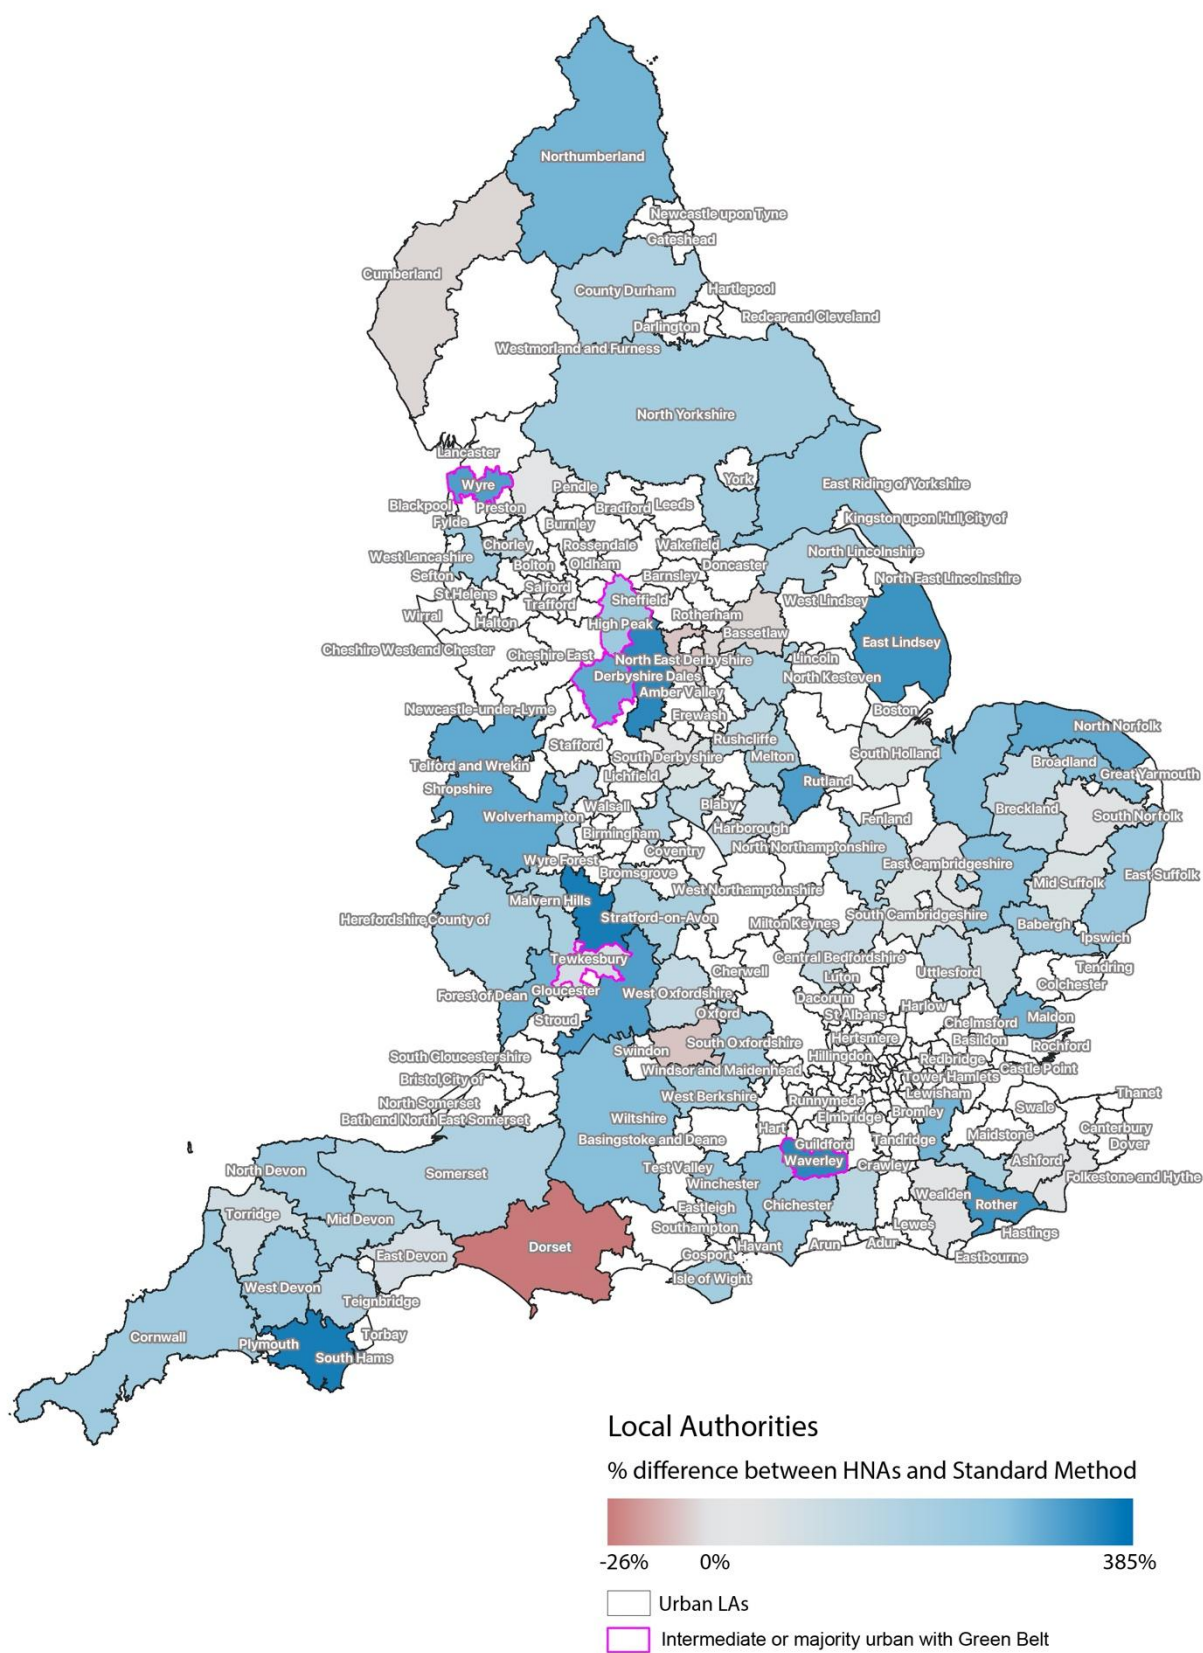 Northumberland
Newcastle upon Tyne
Gateshead
Cumberland
County Durham
Hartlepool
Redcar and Cleveland
Darlington
Westmorland and Furness
North Yorkshire
Lancaster
York
Wyre
Pendle
East Riding of Yorkshire
Blackpool
Preston
Bradford
Leeds
Fylde
Burnley
Kingston upon Hull,City of
Chorley
Rossendale
Wakefield
North Lincolnshire
West Lancashire
Bolton
Oldham
Doncaster
Sefton
Barnsley
North East Lincolnshire
St.Helens
Salford
Sheffield
West Lindsey
Trafford
Wirral
Halton
Rotherham
High Peak
Bassetlaw
East Lindsey
Cheshire West and Chester
Cheshire East
North East Derbyshire
Lincoln
Derbyshire Dales
North Kesteven
Amber Valley
Newcastle-under-Lyme
Erewash
Boston
North Norfolk
Stafford
Rushcliffe
South Derbyshire
Melton
South Holland
Telford and Wrekin
Lichfield
Broadland
Great Yarmouth
Shropshire
Rutland
Walsall
Blaby
Breckland
Wolverhampton
Fenland
South Norfolk
Birmingham
Harborough
Coventry
North Northamptonshire
Wyre Forest
East Cambridgeshire
Bromsgrove
East Suffolk
West Northamptonshire
Mid Suffolk
Malvern Hills
Herefordshire,County of
Stratford-on-Avon
Milton Keynes
South Cambridgeshire
Babergh
Ipswich
Tewkesbury
Central Bedfordshire
Cherwell
Uttlesford
Tendring
Luton
Colchester
Gloucester
West Oxfordshire
Forest of Dean
Dacorum
Harlow
Oxford
St Albans
Maldon
Stroud
Chelmsford
Hertsmere
Basildon
South Oxfordshire
Rochford
Swindon
Hillingdon
South Gloucestershire
Redbridge
Windsor and Maidenhead
Castle Point
Bristol,City of
Tower Hamlets
Lewisham
Thanet
West Berkshire
Runnymede
North Somerset
Swale
Bath and North East Somerset
Wiltshire
Elmbridge
Bromley
Canterbury
Basingstoke and Deane
Hart
Maidstone
Tandridge
Guildford
Dover
Waverley
Ashford
Test Valley
Crawley
North Devon
Somerset
Folkestone and Hythe
Winchester
Wealden
Chichester
Rother
Torridge
Mid Devon
Eastleigh
Lewes
Southampton
Hastings
Dorset
Havant
Arun
Adur
East Devon
Gosport
Eastbourne
Isle of Wight
West Devon
Teignbridge
Cornwall
Torbay
Plymouth
South Hams
Local Authorities
% difference between HNAs and Standard Method
-26% 0% 385%
Urban LAs
Intermediate or majority urban with Green Belt